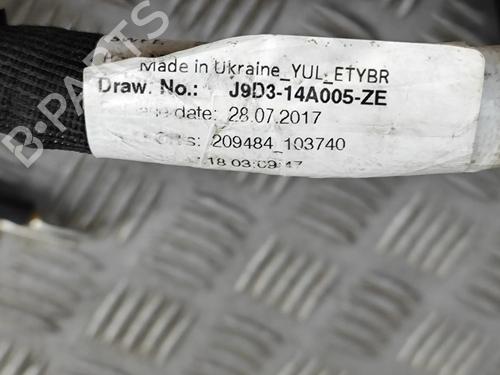 Made in Ukraine_YUL_ETYBR
Draw. No.: J9D3-14A005-ZE
date: 28.07.2017
209484_103740
18 03:09:47
B-PARTS